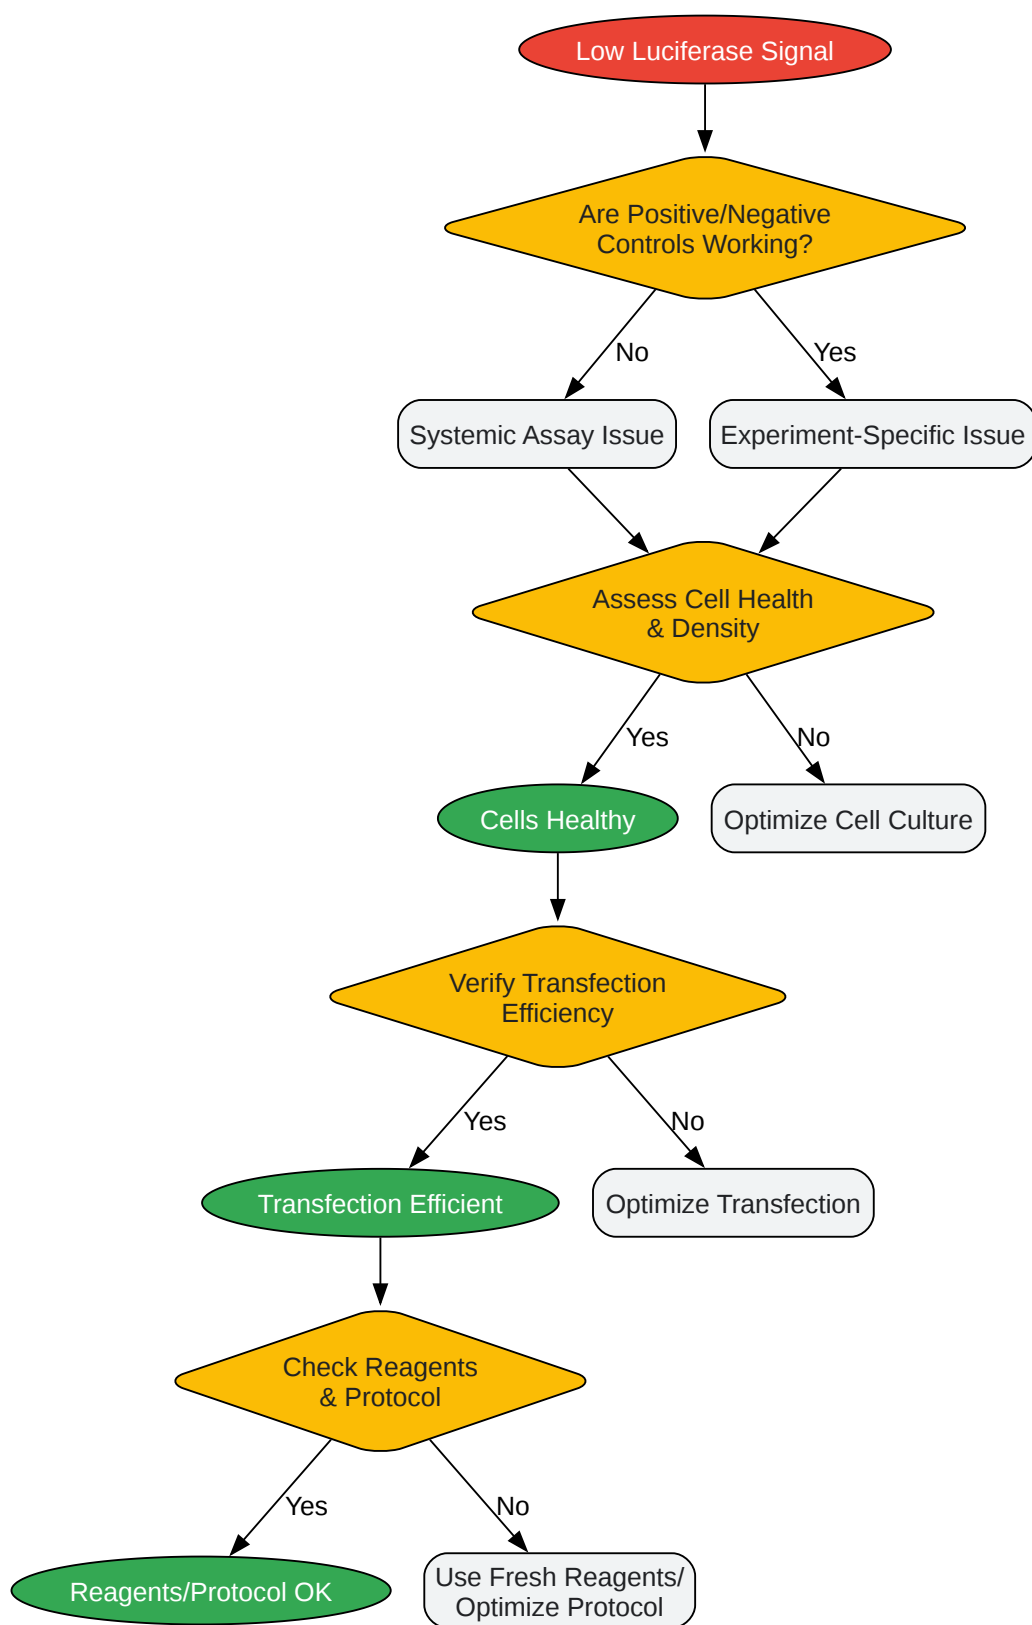 Low Luciferase Signal
Are Positive/Negative
Controls Working?
No
Yes
Systemic Assay Issue
Experiment-Specific Issue
Assess Cell Health
& Density
Yes
No
Cells Healthy
Optimize Cell Culture
Verify Transfection
Efficiency
Yes
No
Transfection Efficient
Optimize Transfection
Check Reagents
& Protocol
Yes
No
Reagents/Protocol OK
Use Fresh Reagents/
Optimize Protocol